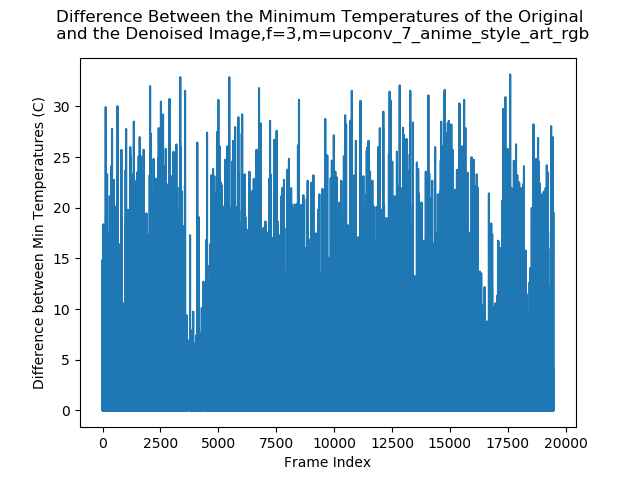 Difference Between the Minimum Temperatures of the Original
and the Denoised Image,f=3,m=upconv_7_anime_style_art_rgb
Difference between Min Temperatures (C)
30
25
20
15
10
5
0
0 2500 5000 7500 10000 12500 15000 17500 20000
Frame Index